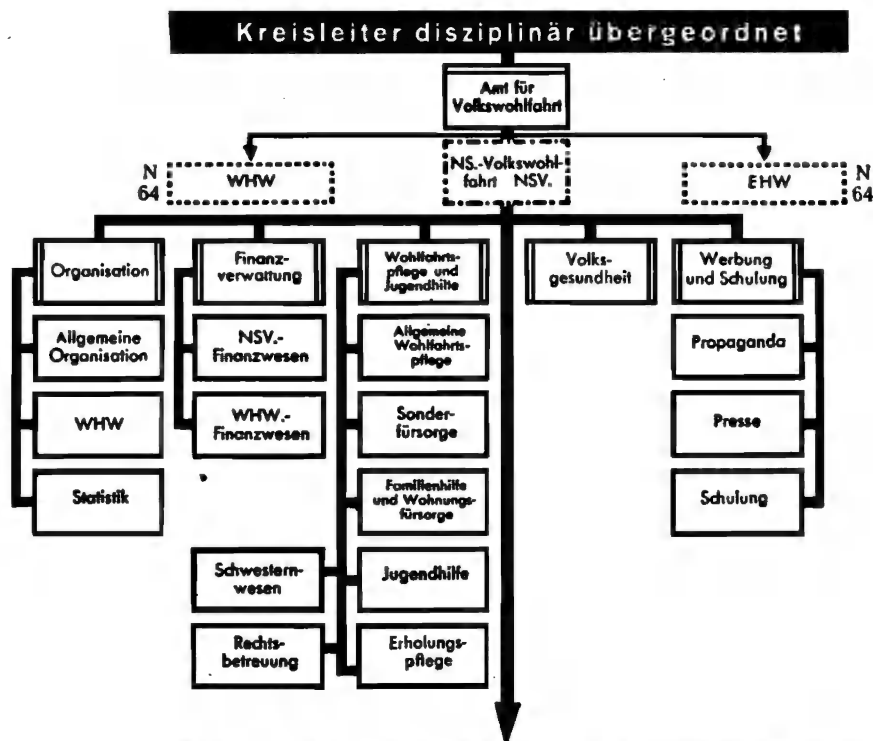 Kreisleiter disziplinär übergeordnet
Amt für
Volkswohlfahrt
N
64
WHW
NS.-Volkswohl-
fahrt NSV.
EHW
N
64
Organisation
Finanz-
verwaltung
Wohlfahrts-
pflege und
Jugendhilfe
Volks-
gesundheit
Werbung
und Schulung
Allgemeine
Organisation
NSV.-
Finanzwesen
Allgemeine
Wohlfahrts-
pflege
Propaganda
WHW
WHW.-
Finanzwesen
Sonder-
fürsorge
Presse
Statistik
Familienhilfe
und Wohnungs-
fürsorge
Schulung
Schwestern-
wesen
Jugendhilfe
Rechts-
betreuung
Erholungs-
pflege